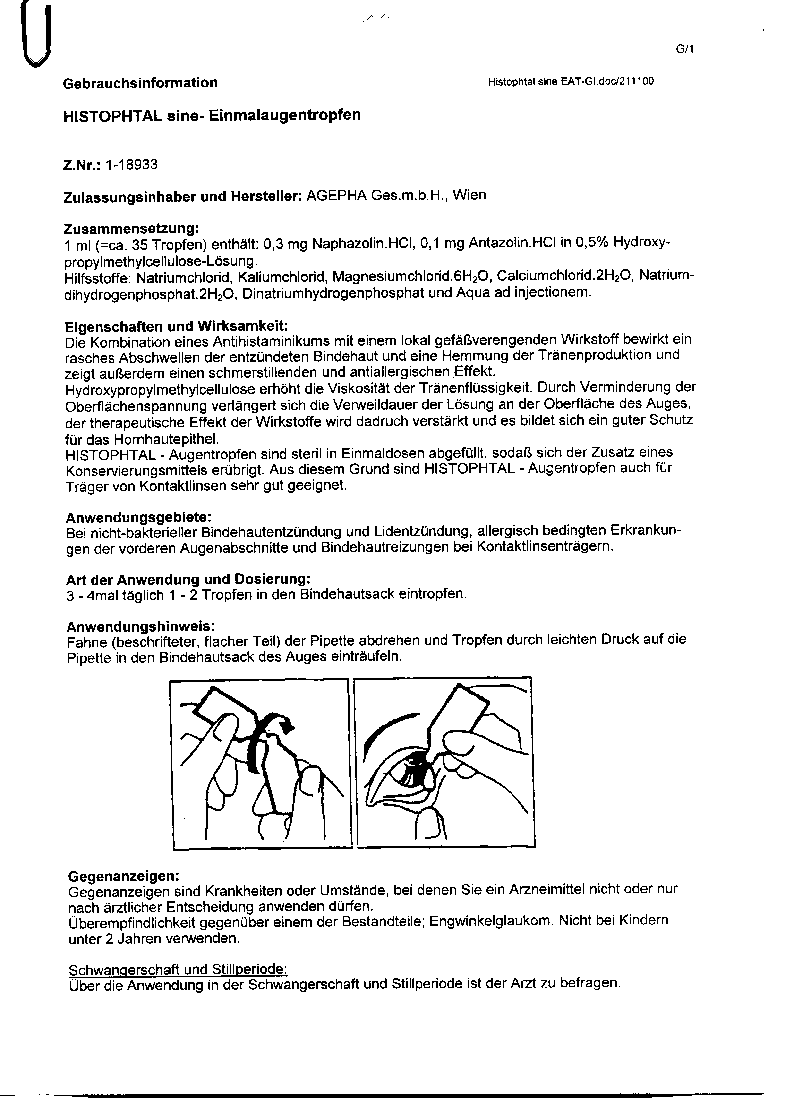 G/1
Gebrauchsinformation
Histophtal sine EAT-GI.doc/211100
HISTOPHTAL sine- Einmalaugentropfen
Z.Nr.: 1-18933
Zulassungsinhaber und Hersteller: AGEPHA Ges.m.b.H., Wien
Zusammensetzung:
1 ml (=ca. 35 Tropfen) enthält: 0,3 mg Naphazolin.HCl, 0,1 mg Antazolin.HCl in 0,5% Hydroxy-
propylmethylcellulose-Lösung.
Hilfsstoffe: Natriumchlorid, Kaliumchlorid, Magnesiumchlorid.6H₂O, Calciumchlorid.2H₂O, Natrium-
dihydrogenphosphat.2H₂O, Dinatriumhydrogenphosphat und Aqua ad injectionem.
Eigenschaften und Wirksamkeit:
Die Kombination eines Antihistaminikums mit einem lokal gefäßverengenden Wirkstoff bewirkt ein
rasches Abschwellen der entzündeten Bindehaut und eine Hemmung der Tränenproduktion und
zeigt außerdem einen schmerstillenden und antiallergischen Effekt.
Hydroxypropylmethylcellulose erhöht die Viskosität der Tränenflüssigkeit. Durch Verminderung der
Oberflächenspannung verlängert sich die Verweildauer der Lösung an der Oberfläche des Auges,
der therapeutische Effekt der Wirkstoffe wird dadruch verstärkt und es bildet sich ein guter Schutz
für das Hornhautepithel.
HISTOPHTAL - Augentropfen sind steril in Einmaldosen abgefüllt, sodaß sich der Zusatz eines
Konservierungsmittels erübrigt. Aus diesem Grund sind HISTOPHTAL - Augentropfen auch für
Träger von Kontaktlinsen sehr gut geeignet.
Anwendungsgebiete:
Bei nicht-bakterieller Bindehautentzündung und Lidentzündung, allergisch bedingten Erkrankun-
gen der vorderen Augenabschnitte und Bindehautreizungen bei Kontaktlinsenträgern.
Art der Anwendung und Dosierung:
3 - 4mal täglich 1 - 2 Tropfen in den Bindehautsack eintropfen.
Anwendungshinweis:
Fahne (beschrifteter, flacher Teil) der Pipette abdrehen und Tropfen durch leichten Druck auf die
Pipette in den Bindehautsack des Auges einträufeln.
Gegenanzeigen:
Gegenanzeigen sind Krankheiten oder Umstände, bei denen Sie ein Arzneimittel nicht oder nur
nach ärztlicher Entscheidung anwenden dürfen.
Überempfindlichkeit gegenüber einem der Bestandteile; Engwinkelglaukom. Nicht bei Kindern
unter 2 Jahren verwenden.
Schwangerschaft und Stillperiode:
Über die Anwendung in der Schwangerschaft und Stillperiode ist der Arzt zu befragen.